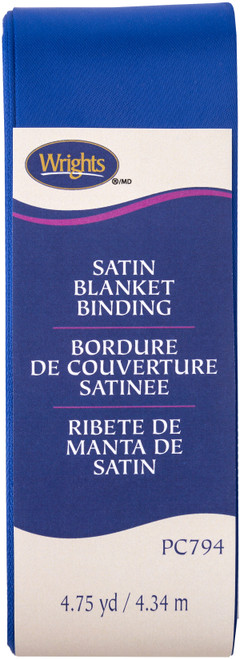 Wrights
®/MD
SATIN
BLANKET
BINDING
BORDURE
DE COUVERTURE
SATINEE
RIBETE DE
MANTA DE
SATIN
PC794
4.75 yd / 4.34 m